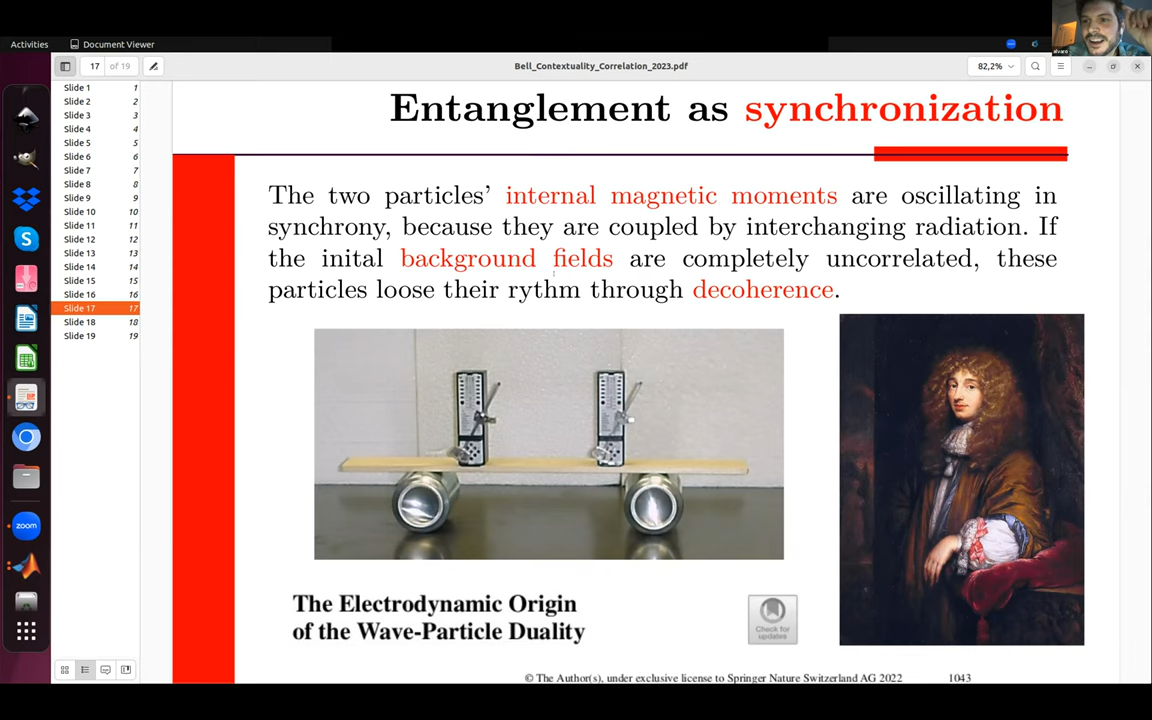 Activities
Document Viewer
alvaro
17 of 19
Bell_Contextuality_Correlation_2023.pdf
82,2%
Slide 1 1
Slide 2 2
Slide 3 3
Slide 4 4
Slide 5 5
Slide 6 6
Slide 7 7
Slide 8 8
Slide 9 9
Slide 10 10
Slide 11 11
Slide 12 12
Slide 13 13
Slide 14 14
Slide 15 15
Slide 16 16
Slide 17 17
Slide 18 18
Slide 19 19
zoom
Entanglement as synchronization
The two particles' internal magnetic moments are oscillating in
synchrony, because they are coupled by interchanging radiation. If
the inital background fields are completely uncorrelated, these
particles loose their rythm through decoherence.
The Electrodynamic Origin
of the Wave-Particle Duality
Check for
updates
© The Author(s), under exclusive license to Springer Nature Switzerland AG 2022 1043